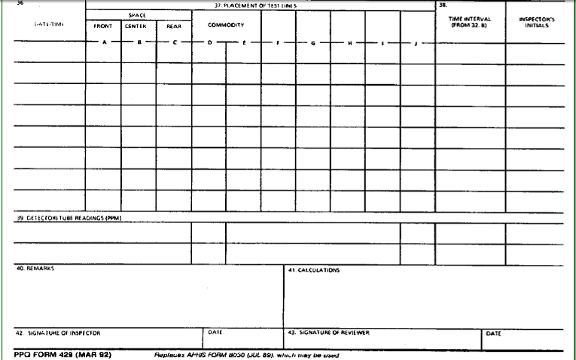 36.
37. PLACEMENT OF TEST LINES
38.
SPACE
DATE/TIME
FRONT CENTER REAR COMMODITY
TIME INTERVAL
(FROM 32. B)
INSPECTOR'S
INITIALS
A B C D E F G H I J
39. DETECTOR TUBE READINGS (PPM)
40. REMARKS
41. CALCULATIONS
42. SIGNATURE OF INSPECTOR DATE 43. SIGNATURE OF REVIEWER DATE
PPQ FORM 429 (MAR 92) Replaces APHIS FORM 8050 (JUL 89), which may be used